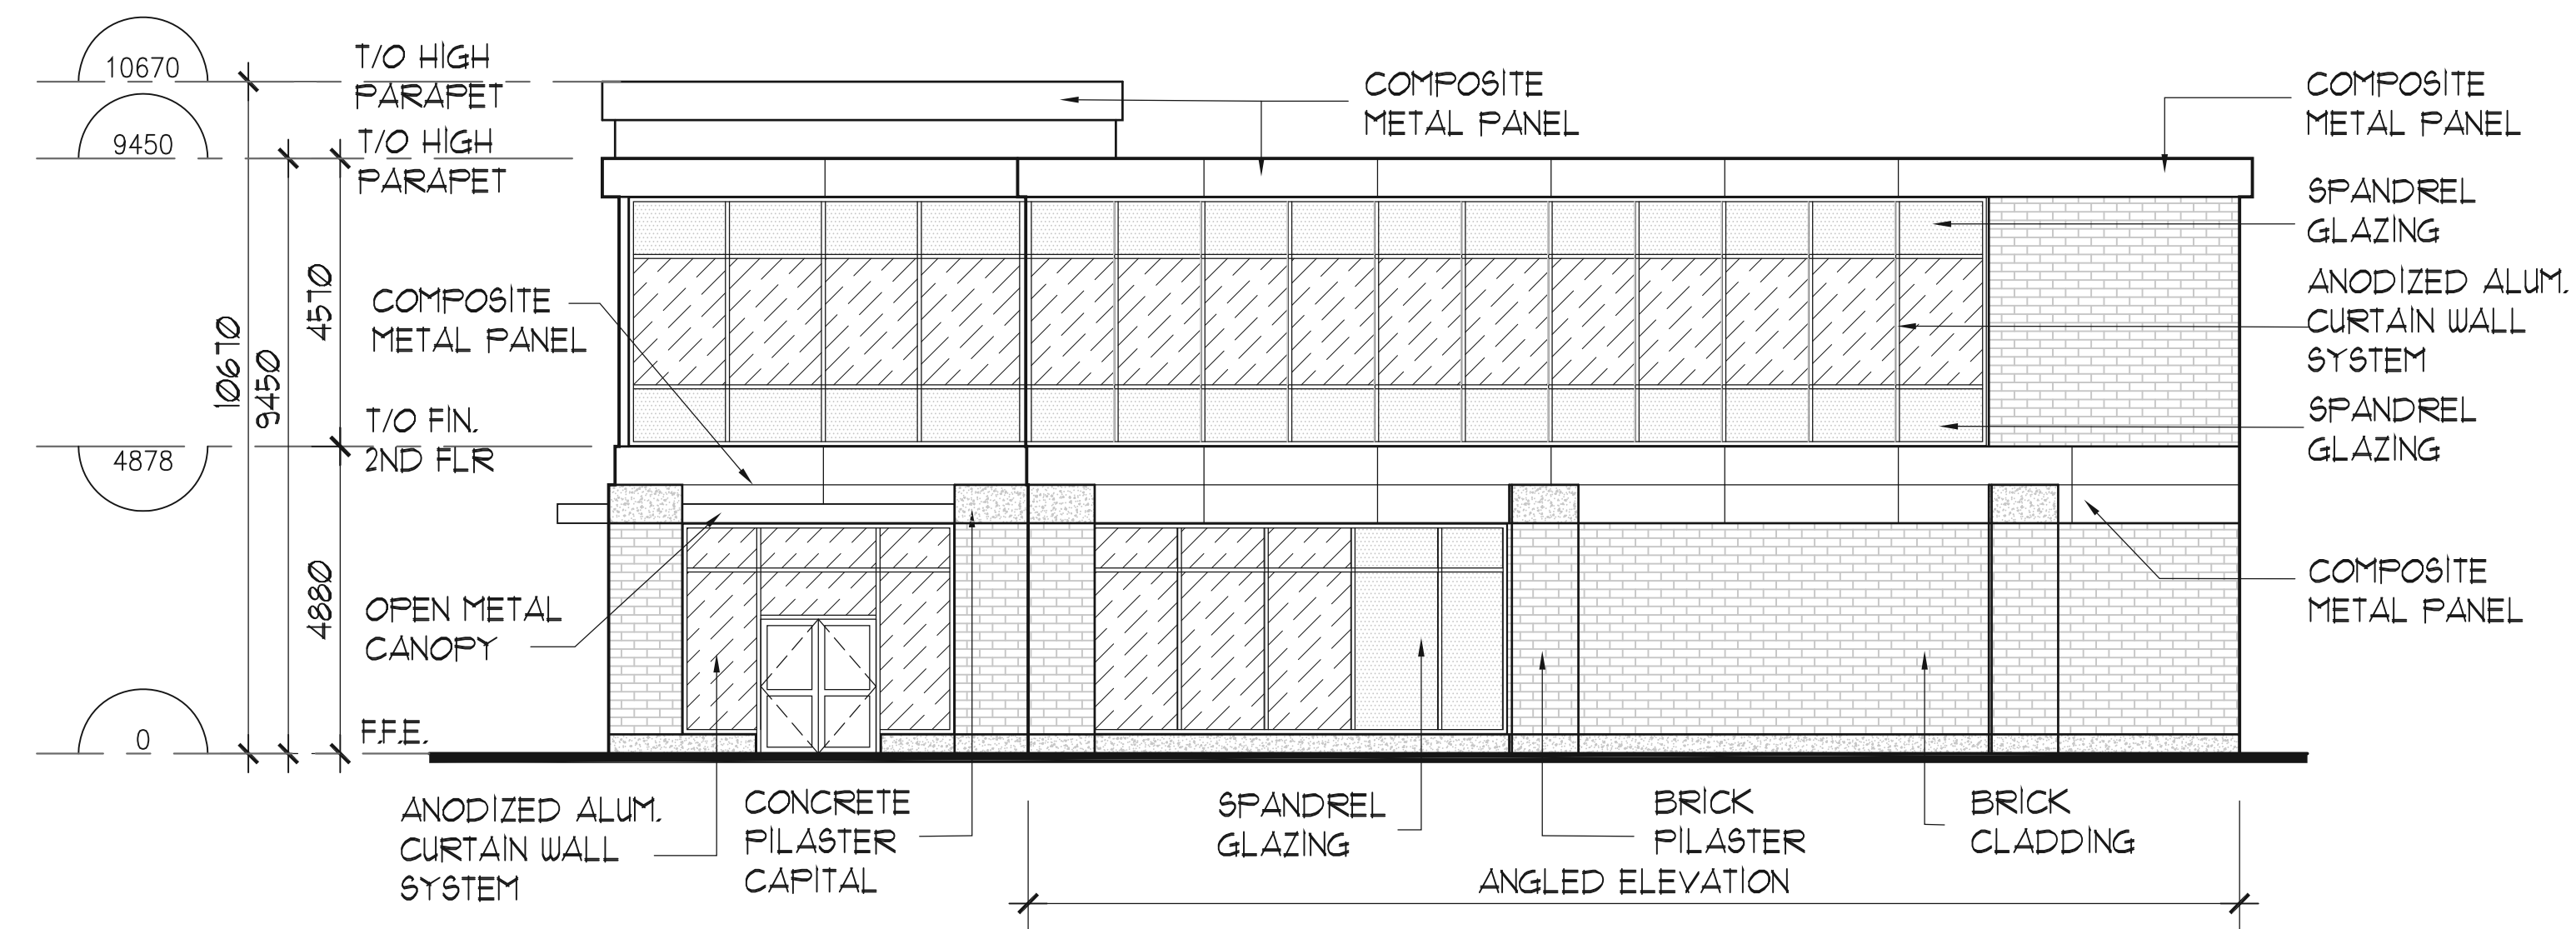 10670
T/O HIGH
PARAPET
9450
T/O HIGH
PARAPET
COMPOSITE
METAL PANEL
COMPOSITE
METAL PANEL
SPANDREL
GLAZING
ANODIZED ALUM.
CURTAIN WALL
SYSTEM
SPANDREL
GLAZING
COMPOSITE
METAL PANEL
10670
9450
4570
COMPOSITE
METAL PANEL
T/O FIN.
2ND FLR
4878
4880
OPEN METAL
CANOPY
F.F.E.
0
ANODIZED ALUM.
CURTAIN WALL
SYSTEM
CONCRETE
PILASTER
CAPITAL
SPANDREL
GLAZING
BRICK
PILASTER
BRICK
CLADDING
ANGLED ELEVATION